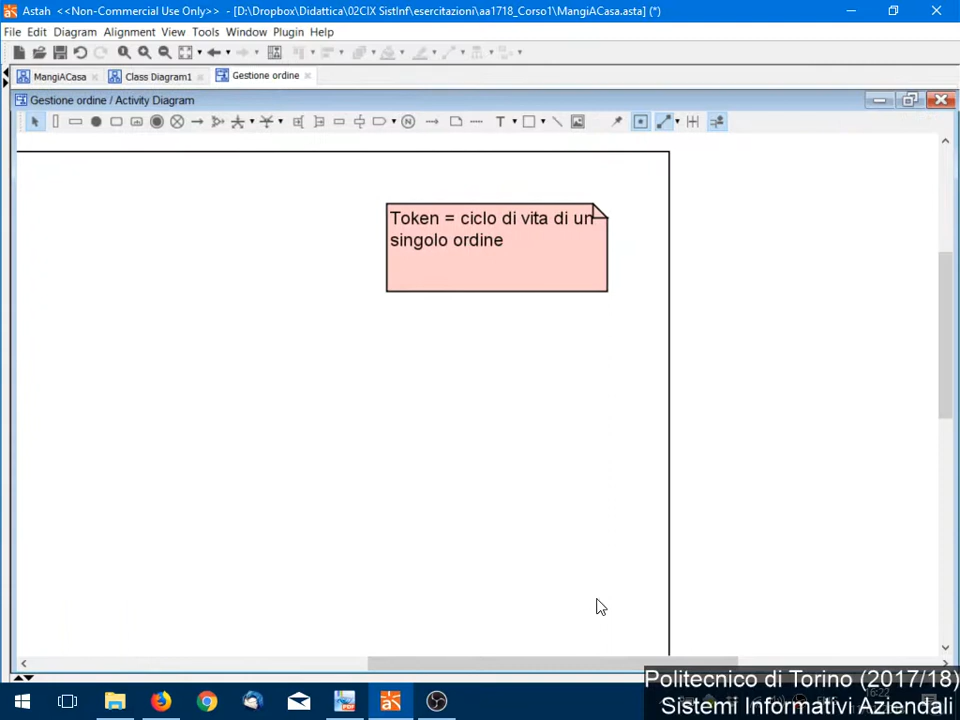 Astah <<Non-Commercial Use Only>> - [D:\Dropbox\Didattica\02CIX SistInf\esercitazioni\aa1718_Corso1\MangiACasa.asta] (*)
File Edit Diagram Alignment View Tools Window Plugin Help
MangiACasa Class Diagram1 Gestione ordine
Gestione ordine / Activity Diagram
Token = ciclo di vita di un
singolo ordine
Politecnico di Torino (2017/18)
16:22
Sistemi Informativi Aziendali